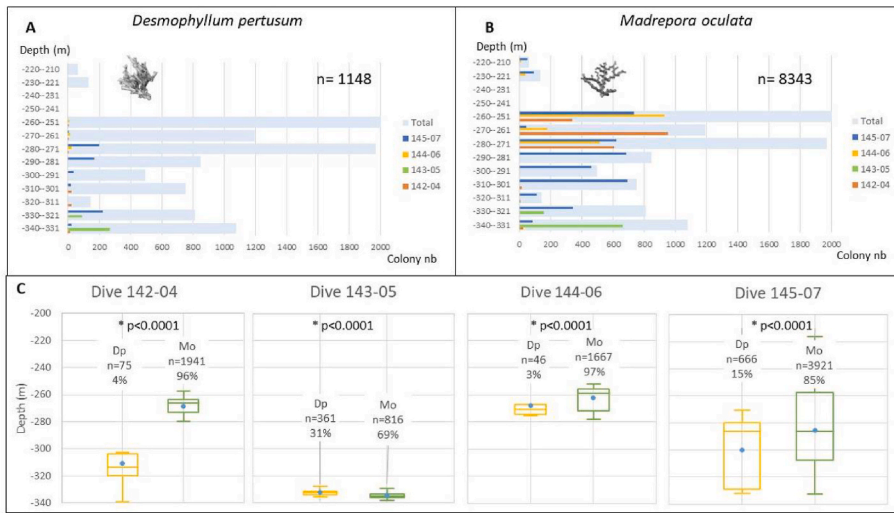 Desmophyllum pertusum
A
Depth (m)
n= 1148
-220--210
-230--221
-240--231
-250--241
-260--251
-270--261
-280--271
-290--281
-300--291
-310--301
-320--311
-330--321
-340--331
Total
145-07
144-06
143-05
142-04
0 200 400 600 800 1000 1200 1400 1600 1800 2000
Colony nb
Madrepora oculata
B
Depth (m)
n= 8343
-220--210
-230--221
-240--231
-250--241
-260--251
-270--261
-280--271
-290--281
-300--291
-310--301
-320--311
-330--321
-340--331
Total
145-07
144-06
143-05
142-04
0 200 400 600 800 1000 1200 1400 1600 1800 2000
Colony nb
C
Dive 142-04
Dive 143-05
Dive 144-06
Dive 145-07
Depth (m)
-200
-220
-240
-260
-280
-300
-320
-340
* p<0.0001
Dp
n=75
4%
Mo
n=1941
96%
* p<0.0001
Dp
n=361
31%
Mo
n=816
69%
* p<0.0001
Dp
n=46
3%
Mo
n=1667
97%
* p<0.0001
Dp
n=666
15%
Mo
n=3921
85%